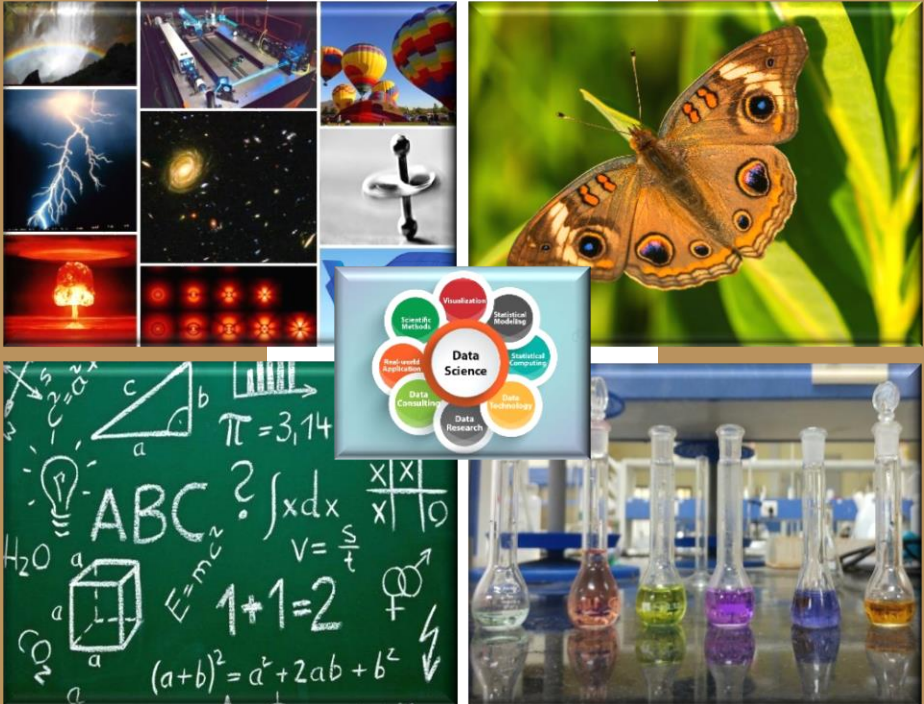 Visualization
Scientific
Methods
Statistical
Modeling
Real-world
Application
Data
Science
Statistical
Computing
Data
Consulting
Data
Technology
Data
Research
c
b
a
π = 3,14
ABC
?
∫xdx
x x
x O
v = s/t
H₂O
a
a
a
E=mc²
1+1=2
CO₂
(a+b)² = a² + 2ab + b²
a